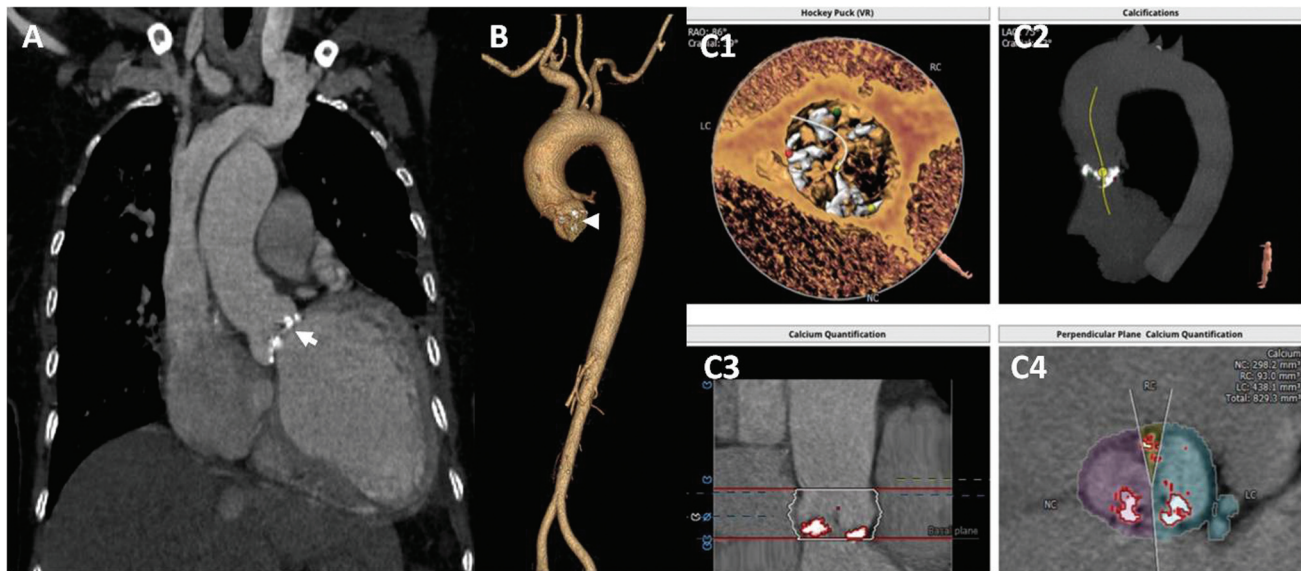 A
B
Hockey Puck (VR)
C1
RAO: 86°
RC
LC
NC
Calcifications
C2
Calcium Quantification
C3
Basal plane
Perpendicular Plane Calcium Quantification
C4
Calcium
NC: 298.2 mm³
RC: 93.0 mm³
LC: 438.1 mm³
Total: 829.3 mm³
RC
NC
LC